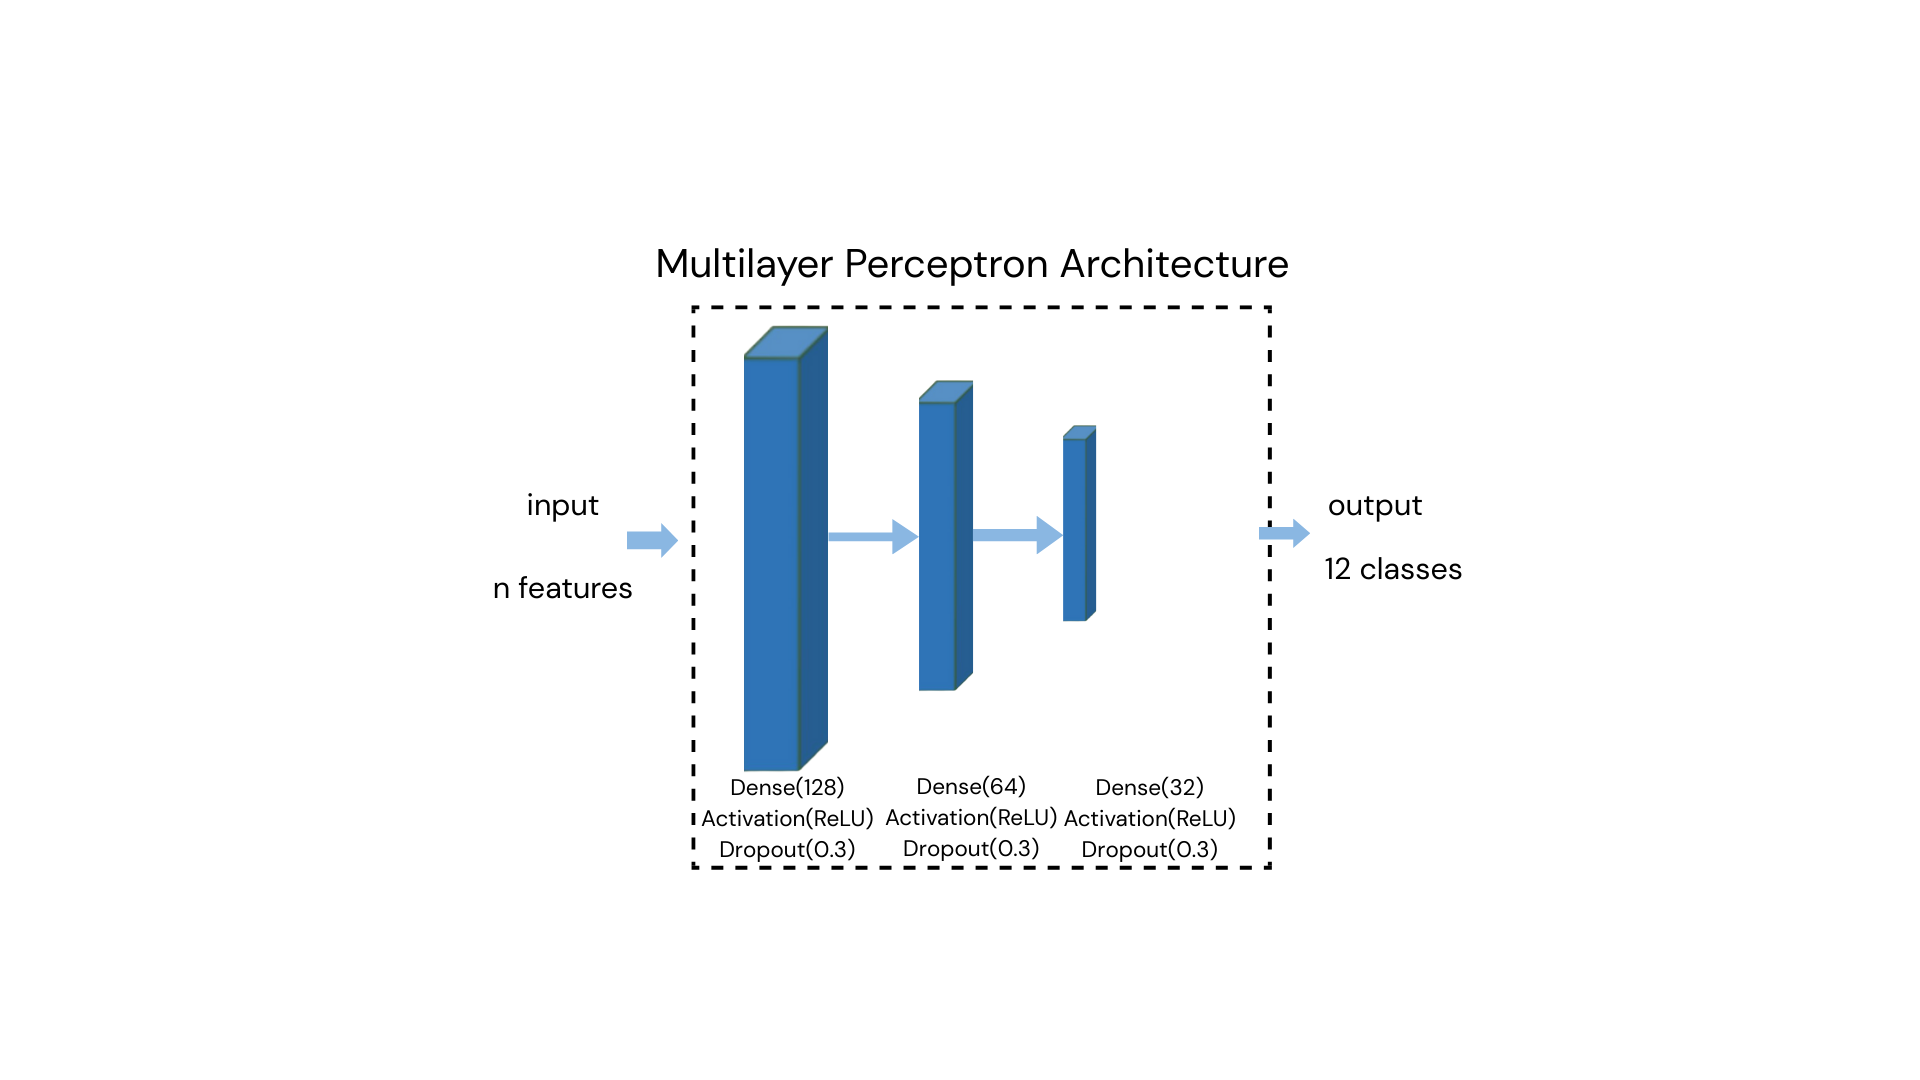 Multilayer Perceptron Architecture
input
n features
Dense(128)
Activation(ReLU)
Dropout(0.3)
Dense(64)
Activation(ReLU)
Dropout(0.3)
Dense(32)
Activation(ReLU)
Dropout(0.3)
output
12 classes